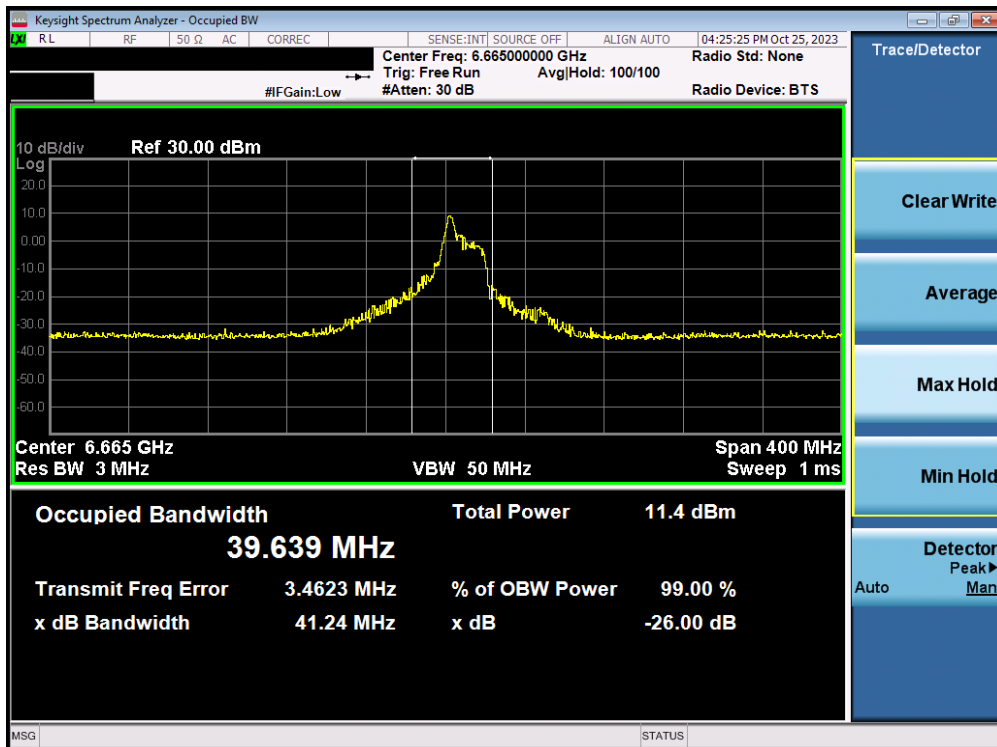 Keysight Spectrum Analyzer - Occupied BW
LXI RL RF 50 Ω AC CORREC SENSE:INT SOURCE OFF ALIGN AUTO 04:25:25 PM Oct 25, 2023
Center Freq: 6.665000000 GHz Radio Std: None
Trig: Free Run Avg|Hold: 100/100
#IFGain:Low #Atten: 30 dB Radio Device: BTS
Trace/Detector
10 dB/div Ref 30.00 dBm
Log
20.0
10.0
0.00
-10.0
-20.0
-30.0
-40.0
-50.0
-60.0
Center 6.665 GHz Span 400 MHz
Res BW 3 MHz VBW 50 MHz Sweep 1 ms
Occupied Bandwidth Total Power 11.4 dBm
39.639 MHz
Transmit Freq Error 3.4623 MHz % of OBW Power 99.00 %
x dB Bandwidth 41.24 MHz x dB -26.00 dB
Clear Write
Average
Max Hold
Min Hold
Detector
Peak▶
Auto Man
MSG STATUS